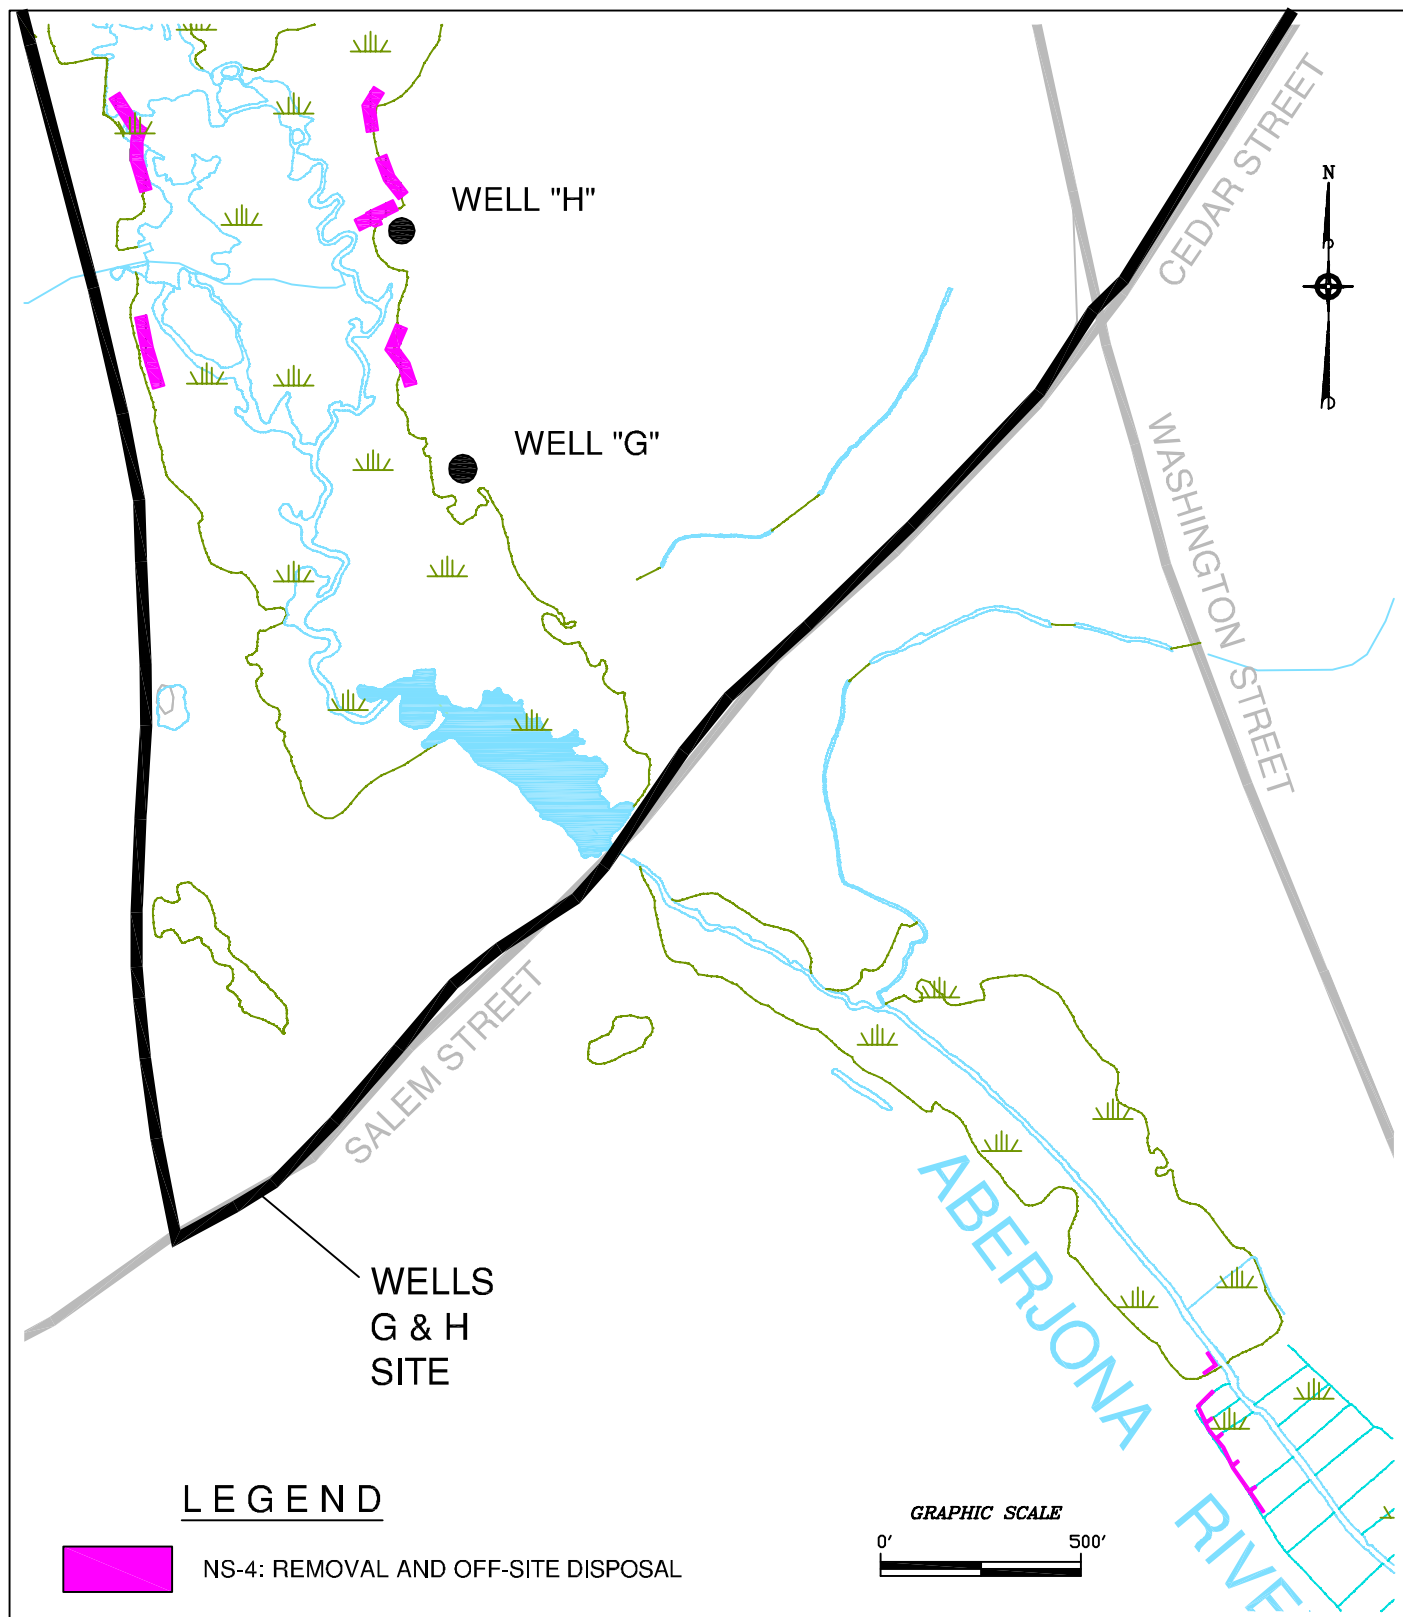 CEDAR STREET
N
WELL "H"
WELL "G"
WASHINGTON STREET
SALEM STREET
WELLS
G & H
SITE
ABERJONA
RIVE
LEGEND
NS-4: REMOVAL AND OFF-SITE DISPOSAL
GRAPHIC SCALE
0' 500'